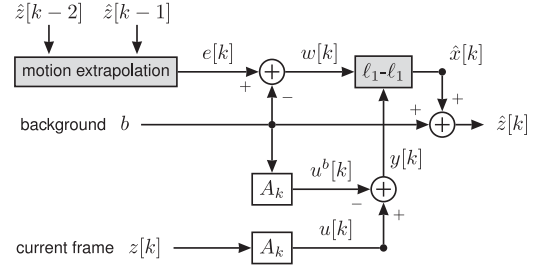 ẑ[k−2] ẑ[k−1]
motion extrapolation e[k] + − w[k] ℓ₁-ℓ₁ x̂[k]
background b + + ẑ[k]
y[k]
A_k u^b[k] − +
current frame z[k] A_k u[k]